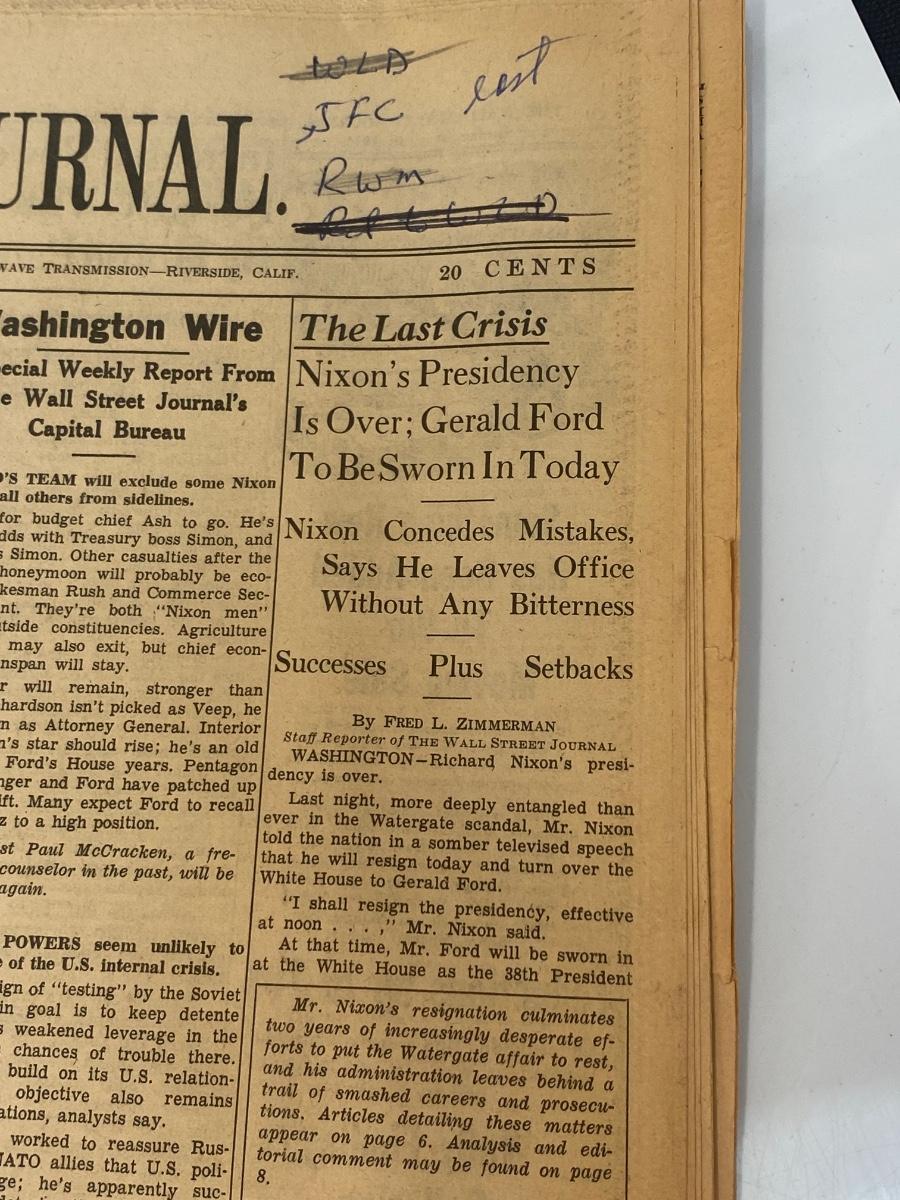 WLD
JFC
Rwm
URNAL.
WAVE TRANSMISSION—RIVERSIDE, CALIF.
20 CENTS
ashington Wire
ecial Weekly Report From
e Wall Street Journal's
Capital Bureau
'S TEAM will exclude some Nixon
all others from sidelines.
for budget chief Ash to go. He's
dds with Treasury boss Simon, and
s Simon. Other casualties after the
honeymoon will probably be eco-
kesman Rush and Commerce Sec-
nt. They're both "Nixon men"
tside constituencies. Agriculture
may also exit, but chief econ-
nspan will stay.
r will remain, stronger than
hardson isn't picked as Veep, he
n as Attorney General. Interior
n's star should rise; he's an old
Ford's House years. Pentagon
nger and Ford have patched up
ift. Many expect Ford to recall
z to a high position.
st Paul McCracken, a fre-
counselor in the past, will be
again.
POWERS seem unlikely to
e of the U.S. internal crisis.
ign of "testing" by the Soviet
in goal is to keep detente
s weakened leverage in the
chances of trouble there.
build on its U.S. relation-
objective also remains
ations, analysts say.
worked to reassure Rus-
NATO allies that U.S. poli-
ge; he's apparently suc-
The Last Crisis
Nixon's Presidency
Is Over; Gerald Ford
To Be Sworn In Today
Nixon Concedes Mistakes,
Says He Leaves Office
Without Any Bitterness
Successes Plus Setbacks
By FRED L. ZIMMERMAN
Staff Reporter of THE WALL STREET JOURNAL
WASHINGTON—Richard Nixon's presi-
dency is over.
Last night, more deeply entangled than
ever in the Watergate scandal, Mr. Nixon
told the nation in a somber televised speech
that he will resign today and turn over the
White House to Gerald Ford.
"I shall resign the presidency, effective
at noon . . . ," Mr. Nixon said.
At that time, Mr. Ford will be sworn in
at the White House as the 38th President
Mr. Nixon's resignation culminates
two years of increasingly desperate ef-
forts to put the Watergate affair to rest,
and his administration leaves behind a
trail of smashed careers and prosecu-
tions. Articles detailing these matters
appear on page 6. Analysis and edi-
torial comment may be found on page
8.